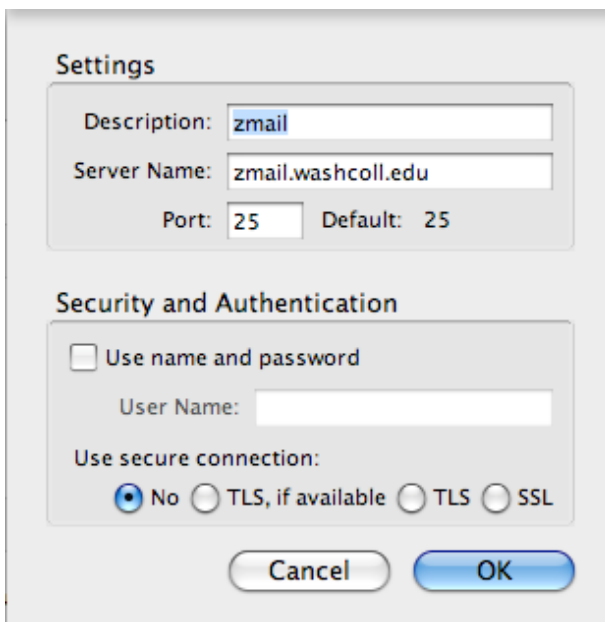 Settings
Description: zmail
Server Name: zmail.washcoll.edu
Port: 25 Default: 25
Security and Authentication
Use name and password
User Name:
Use secure connection:
No TLS, if available TLS SSL
Cancel OK